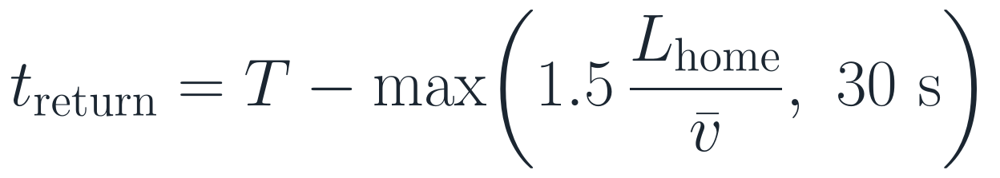 t_return = T − max(1.5 L_home / v̄, 30 s)